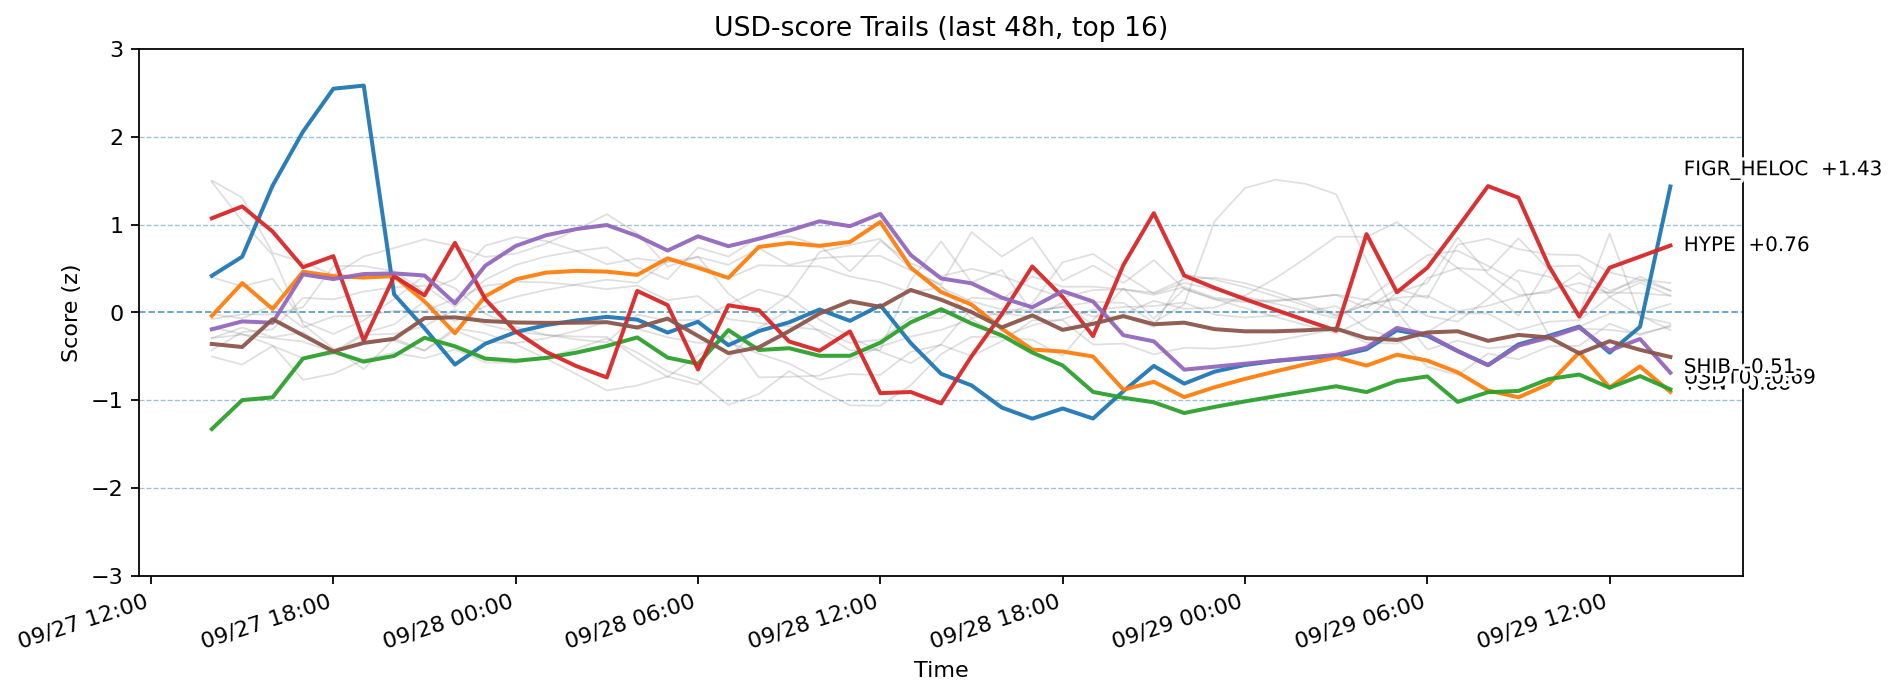 USD-score Trails (last 48h, top 16)
3
2
1
0
−1
−2
−3
Score (z)
FIGR_HELOC +1.43
HYPE +0.76
SHIB -0.51
09/27 12:00
09/27 18:00
09/28 00:00
09/28 06:00
09/28 12:00
09/28 18:00
09/29 00:00
09/29 06:00
09/29 12:00
Time